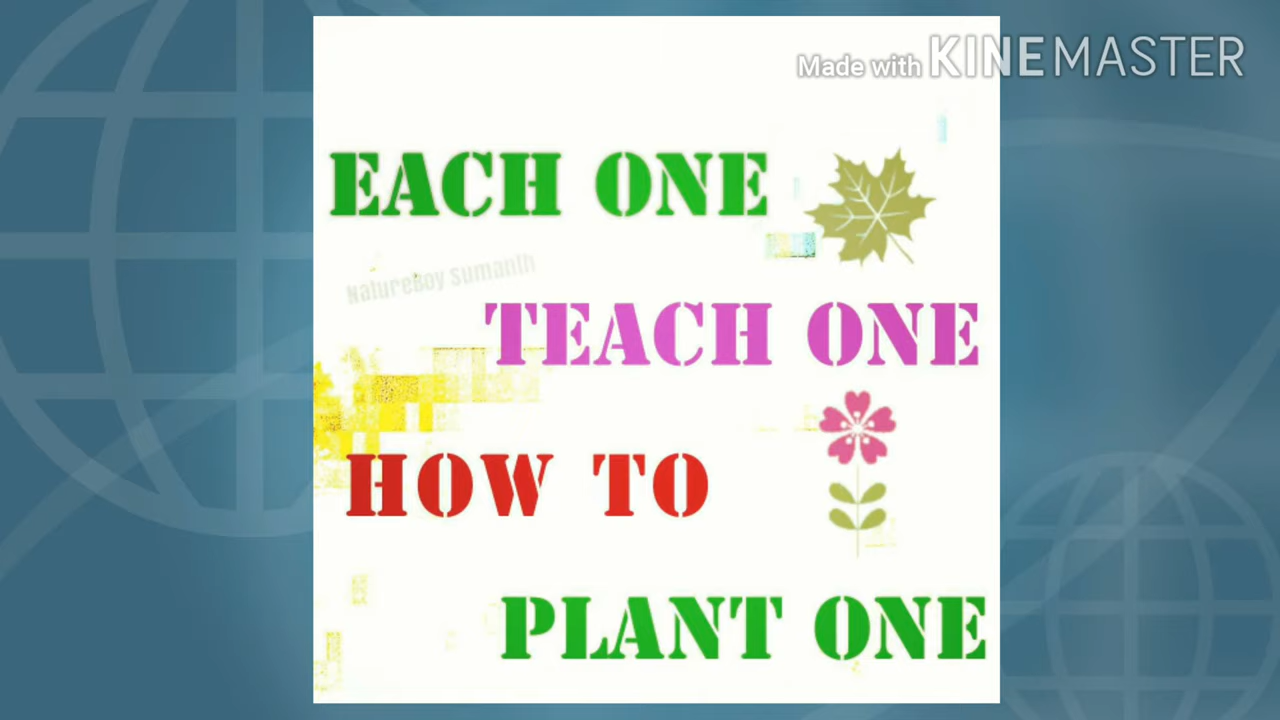 Made with KINEMASTER
EACH ONE
NatureBoy Sumanth
TEACH ONE
HOW TO
PLANT ONE